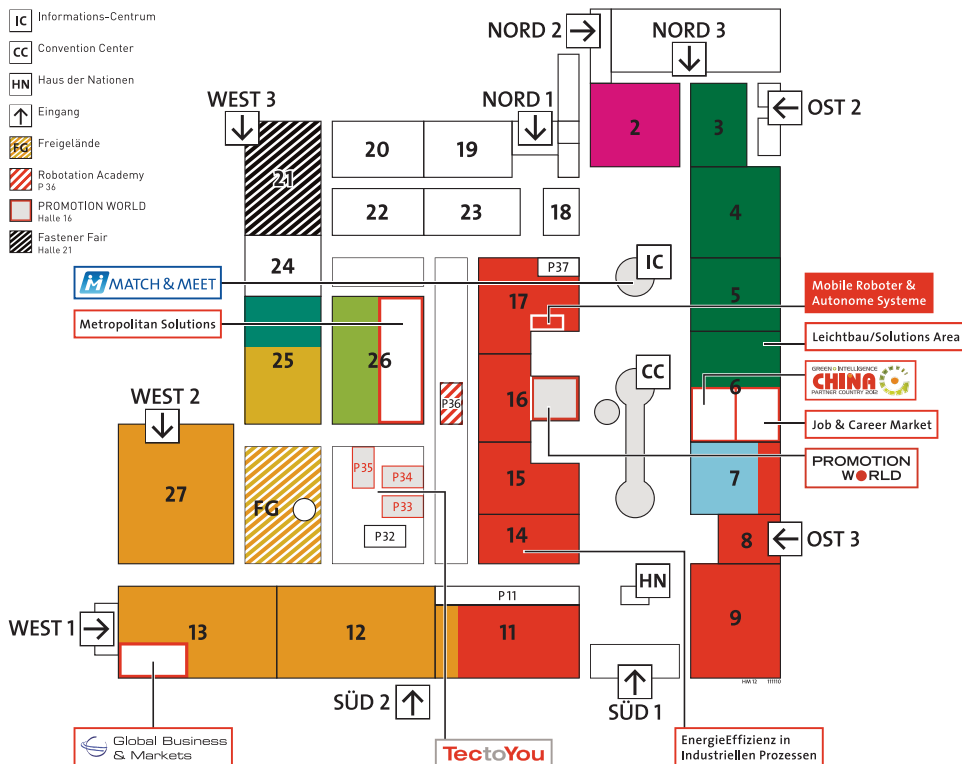 IC Informations-Centrum
CC Convention Center
HN Haus der Nationen
Eingang
FG Freigelände
Robotation Academy
P 36
PROMOTION WORLD
Halle 16
Fastener Fair
Halle 21
NORD 2
NORD 3
WEST 3
NORD 1
OST 2
2
3
20
19
21
4
22
23
18
24
P37
IC
MATCH & MEET
17
5
Mobile Roboter &
Autonome Systeme
Metropolitan Solutions
Leichtbau/Solutions Area
25
26
CC
6
GREEN INTELLIGENCE
CHINA
PARTNER COUNTRY 2012
WEST 2
P36
16
Job & Career Market
27
P35
P34
15
7
PROMOTION
WORLD
FG
P33
P32
14
8
OST 3
HN
P 11
WEST 1
13
12
11
9
HM 12 111110
SÜD 2
SÜD 1
Global Business
& Markets
TectoYou
EnergieEffizienz in
Industriellen Prozessen